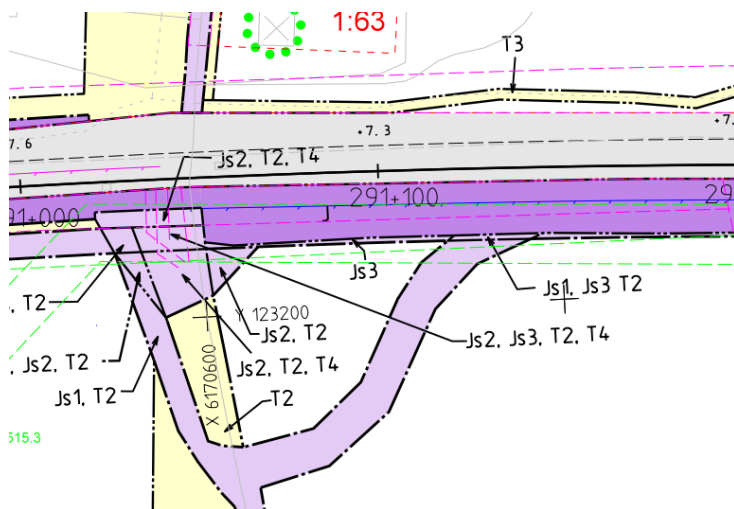 1:63
T3
7.3
7.
7.6
Js2, T2, T4
91+000
291+100
29
Js3
Js1, Js3 T2
, T2
Y 123200
Js2, T2
Js2, Js3, T2, T4
, Js2, T2
Js2, T2, T4
X 6170600
Js1, T2
T2
515.3